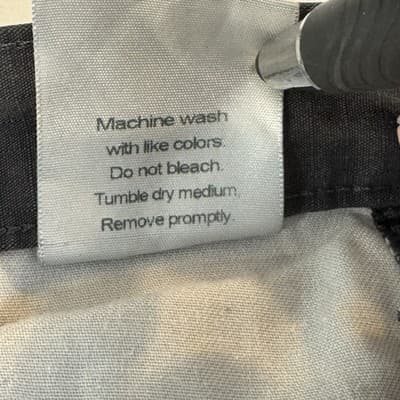 Machine wash
with like colors.
Do not bleach.
Tumble dry medium.
Remove promptly.